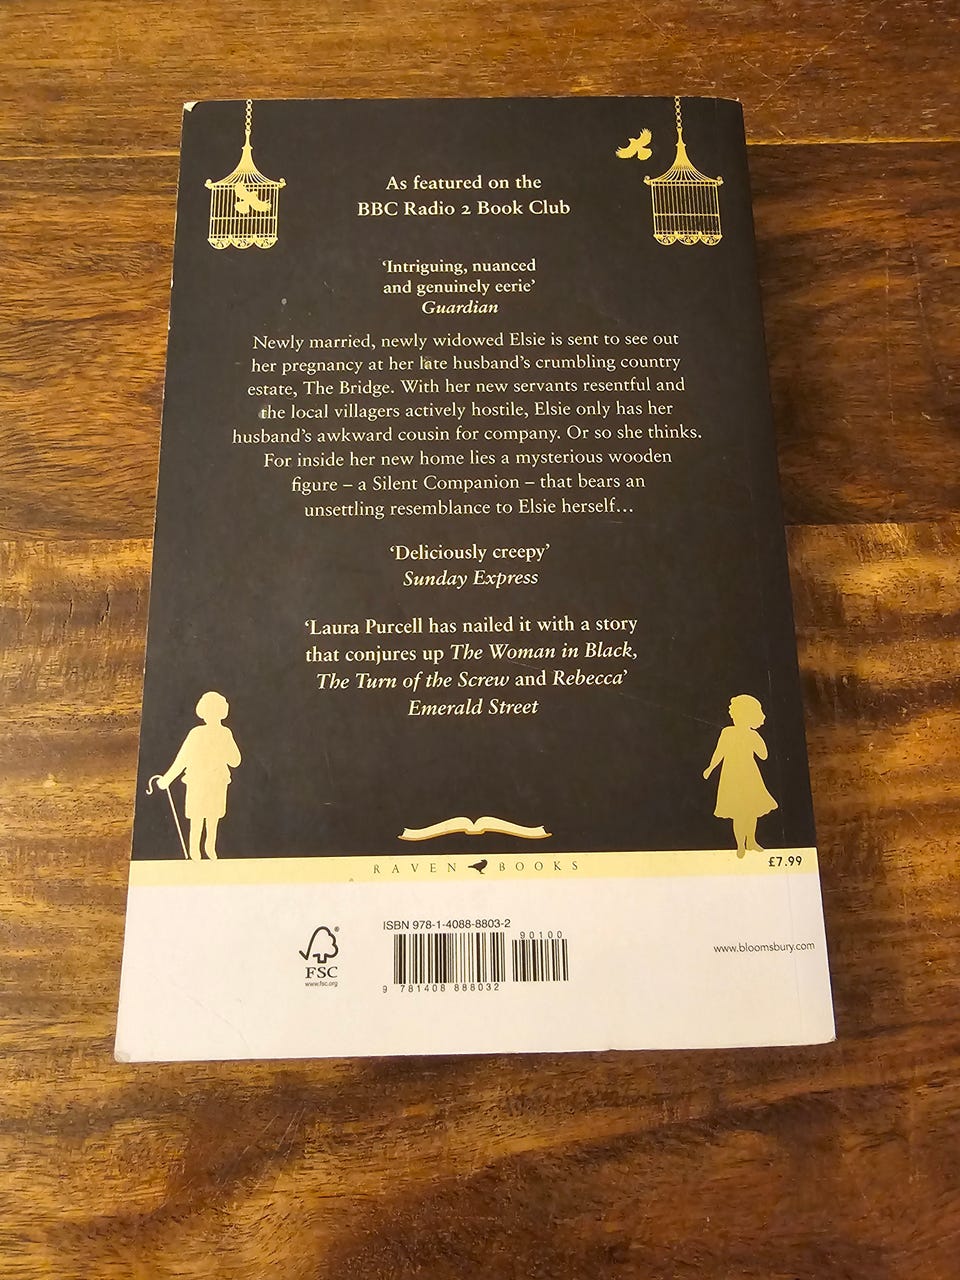 As featured on the
BBC Radio 2 Book Club
‘Intriguing, nuanced
and genuinely eerie’
Guardian
Newly married, newly widowed Elsie is sent to see out
her pregnancy at her late husband’s crumbling country
estate, The Bridge. With her new servants resentful and
the local villagers actively hostile, Elsie only has her
husband’s awkward cousin for company. Or so she thinks.
For inside her new home lies a mysterious wooden
figure – a Silent Companion – that bears an
unsettling resemblance to Elsie herself…
‘Deliciously creepy’
Sunday Express
‘Laura Purcell has nailed it with a story
that conjures up The Woman in Black,
The Turn of the Screw and Rebecca’
Emerald Street
RAVEN BOOKS
£7.99
ISBN 978-1-4088-8803-2
90100
9 781408 888032
FSC
www.fsc.org
www.bloomsbury.com